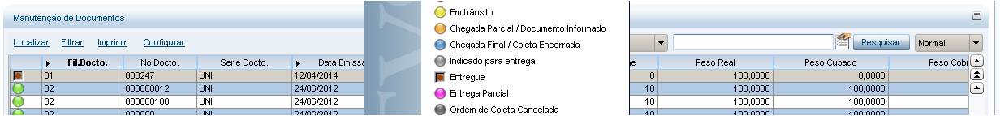 Manutenção de Documentos
Localizar Filtrar Imprimir Configurar
Pesquisar Normal
Em trânsito
Chegada Parcial / Documento Informado
Chegada Final / Coleta Encerrada
Indicado para entrega
Entregue
Entrega Parcial
Ordem de Coleta Cancelada
Fil.Docto. No.Docto. Serie Docto. Data Emissa Peso Real Peso Cubado Peso Cobr
01 000247 UNI 12/04/2014 0 100,0000 0,0000
02 000000012 UNI 24/06/2012 10 100,0000 100,0000
02 000000100 UNI 24/06/2012 10 100,0000 100,0000
02 000008 UNI 24/06/2012 10 100,0000 100,0000